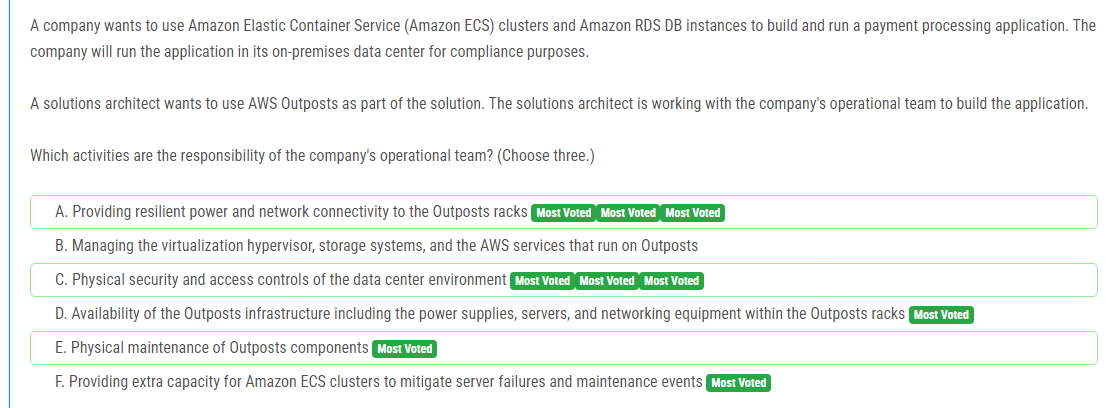 A company wants to use Amazon Elastic Container Service (Amazon ECS) clusters and Amazon RDS DB instances to build and run a payment processing application. The
company will run the application in its on-premises data center for compliance purposes.
A solutions architect wants to use AWS Outposts as part of the solution. The solutions architect is working with the company's operational team to build the application.
Which activities are the responsibility of the company's operational team? (Choose three.)
A. Providing resilient power and network connectivity to the Outposts racks Most Voted Most Voted Most Voted
B. Managing the virtualization hypervisor, storage systems, and the AWS services that run on Outposts
C. Physical security and access controls of the data center environment Most Voted Most Voted Most Voted
D. Availability of the Outposts infrastructure including the power supplies, servers, and networking equipment within the Outposts racks Most Voted
E. Physical maintenance of Outposts components Most Voted
F. Providing extra capacity for Amazon ECS clusters to mitigate server failures and maintenance events Most Voted